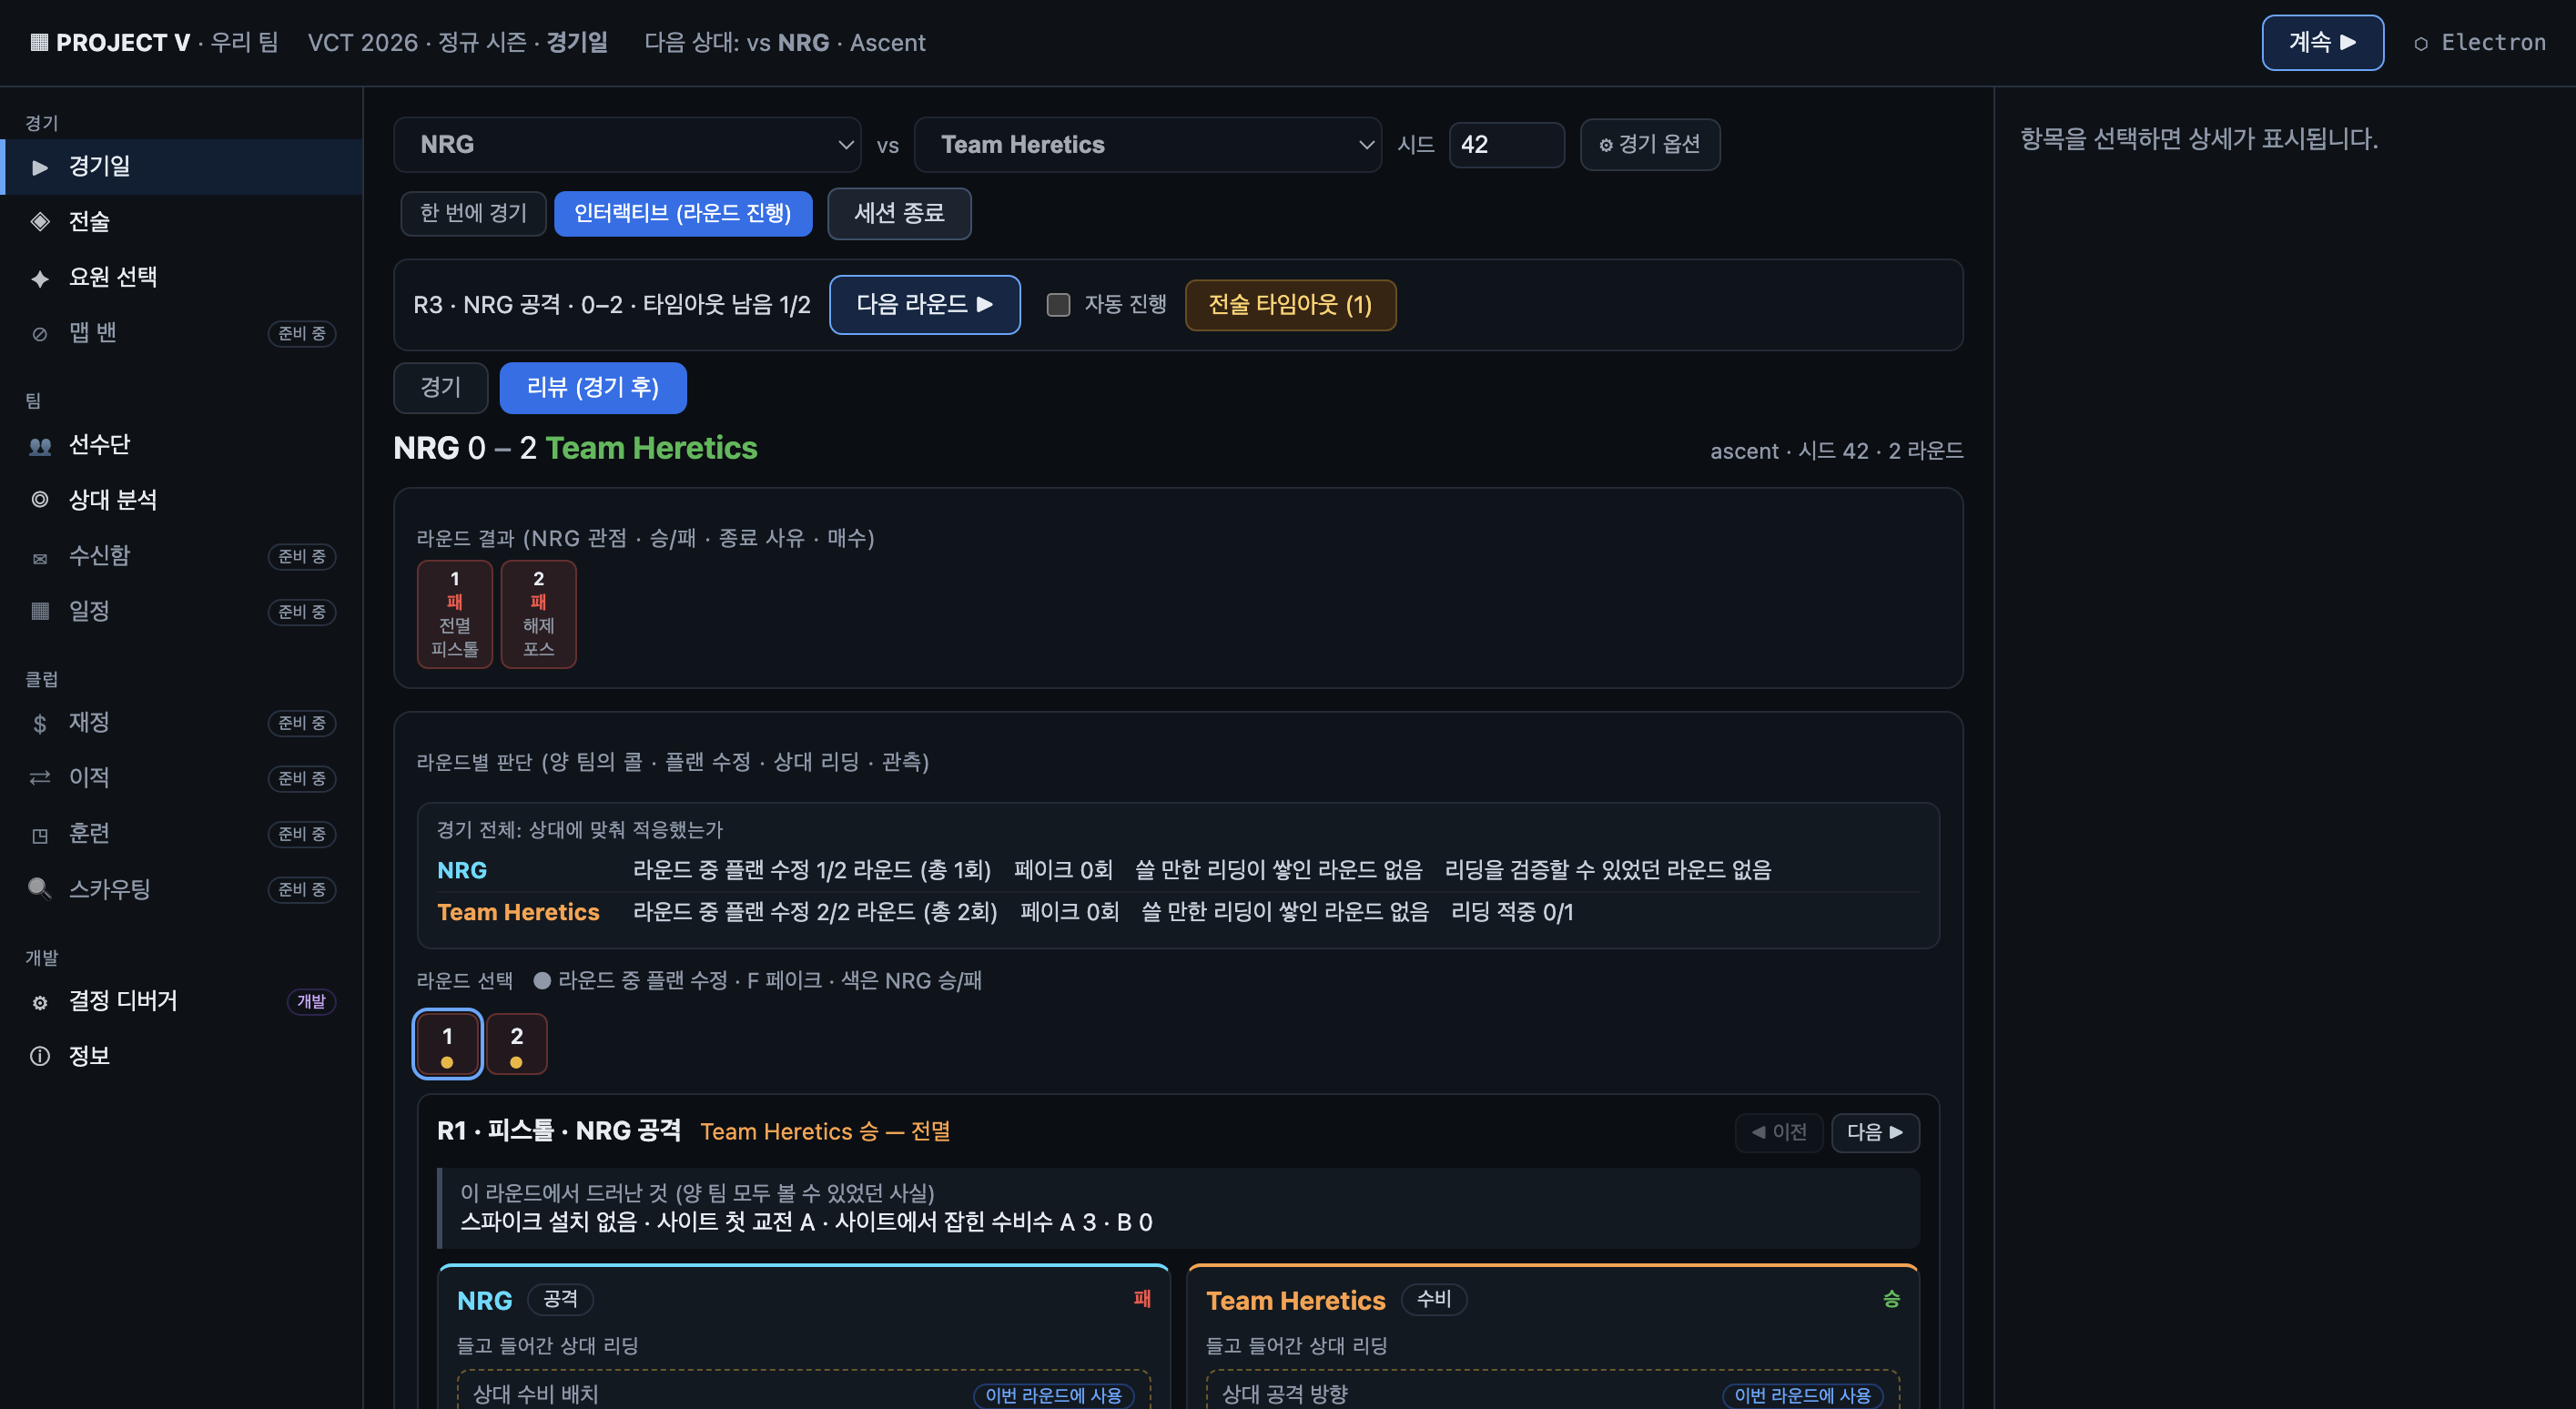 PROJECT V · 우리 팀 VCT 2026 · 정규 시즌 · 경기일 다음 상대: vs NRG · Ascent 계속 ▶ Electron
경기
경기일
전술
요원 선택
맵 밴 준비 중
팀
선수단
상대 분석
수신함 준비 중
일정 준비 중
클럽
재정 준비 중
이적 준비 중
훈련 준비 중
스카우팅 준비 중
개발
결정 디버거 개발
정보
NRG vs Team Heretics 시드 42 경기 옵션
한 번에 경기 인터랙티브 (라운드 진행) 세션 종료
R3 · NRG 공격 · 0–2 · 타임아웃 남음 1/2 다음 라운드 ▶ 자동 진행 전술 타임아웃 (1)
경기 리뷰 (경기 후)
NRG 0 – 2 Team Heretics ascent · 시드 42 · 2 라운드
라운드 결과 (NRG 관점 · 승/패 · 종료 사유 · 매수)
1 2
패 패
전멸 해제
피스톨 포스
라운드별 판단 (양 팀의 콜 · 플랜 수정 · 상대 리딩 · 관측)
경기 전체: 상대에 맞춰 적응했는가
NRG 라운드 중 플랜 수정 1/2 라운드 (총 1회) 페이크 0회 쓸 만한 리딩이 쌓인 라운드 없음 리딩을 검증할 수 있었던 라운드 없음
Team Heretics 라운드 중 플랜 수정 2/2 라운드 (총 2회) 페이크 0회 쓸 만한 리딩이 쌓인 라운드 없음 리딩 적중 0/1
라운드 선택 ● 라운드 중 플랜 수정 · F 페이크 · 색은 NRG 승/패
1 2
R1 · 피스톨 · NRG 공격 Team Heretics 승 — 전멸 ◀ 이전 다음 ▶
이 라운드에서 드러난 것 (양 팀 모두 볼 수 있었던 사실)
스파이크 설치 없음 · 사이트 첫 교전 A · 사이트에서 잡힌 수비수 A 3 · B 0
NRG 공격 패
들고 들어간 상대 리딩
상대 수비 배치 이번 라운드에 사용
Team Heretics 수비 승
들고 들어간 상대 리딩
상대 공격 방향 이번 라운드에 사용
항목을 선택하면 상세가 표시됩니다.